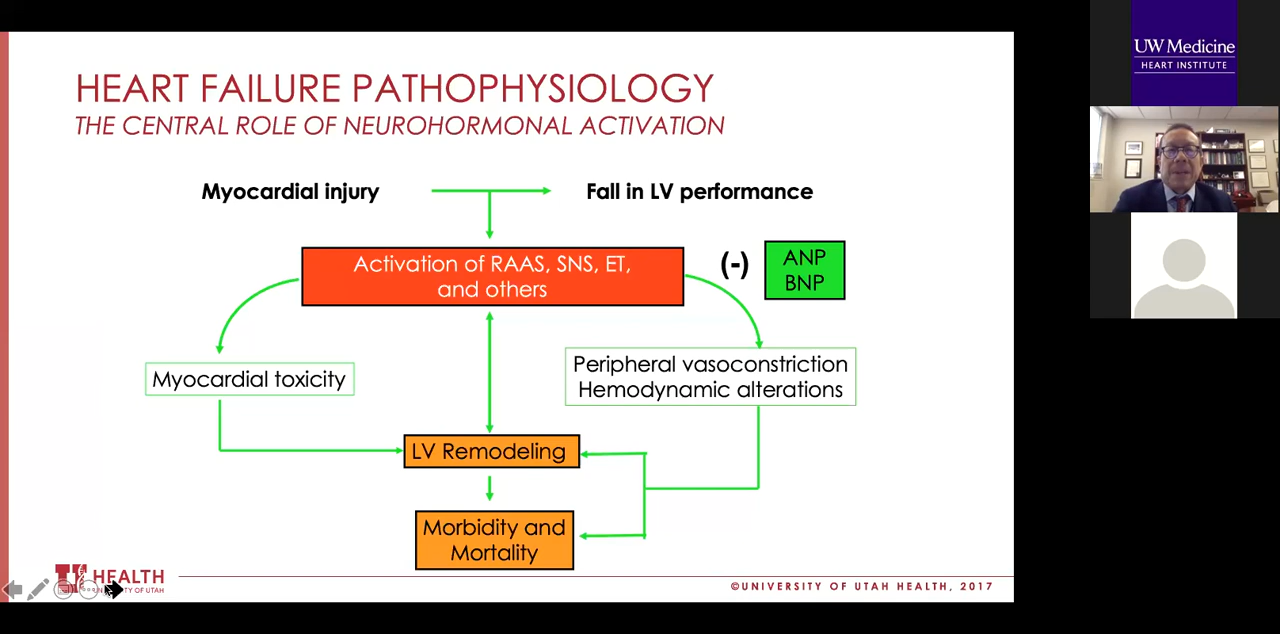 HEART FAILURE PATHOPHYSIOLOGY
THE CENTRAL ROLE OF NEUROHORMONAL ACTIVATION
Myocardial injury
Fall in LV performance
Activation of RAAS, SNS, ET,
and others
(-)
ANP
BNP
Myocardial toxicity
Peripheral vasoconstriction
Hemodynamic alterations
LV Remodeling
Morbidity and
Mortality
HEALTH
OF UTAH
©UNIVERSITY OF UTAH HEALTH, 2017
UW Medicine
HEART INSTITUTE